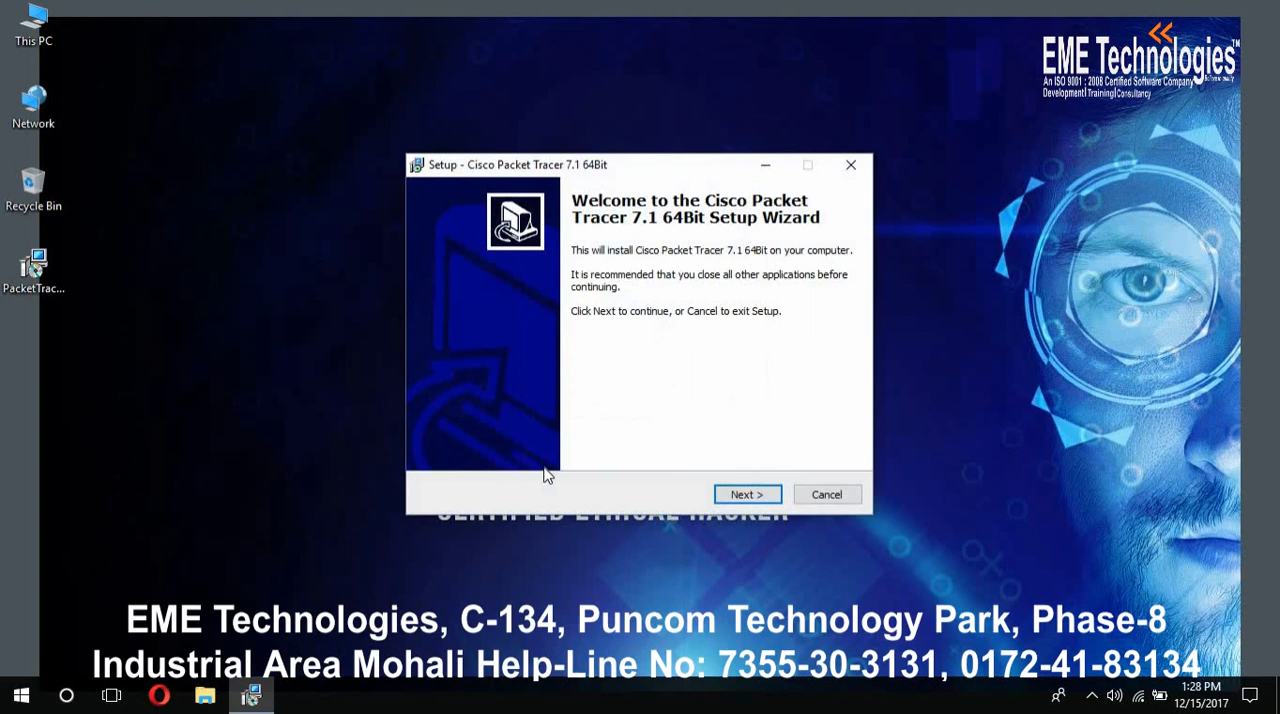 This PC
Network
Recycle Bin
PacketTrac...
EME Technologies™
An ISO 9001 : 2008 Certified Software Company
Development|Training|Consultancy
Setup - Cisco Packet Tracer 7.1 64Bit
Welcome to the Cisco Packet
Tracer 7.1 64Bit Setup Wizard
This will install Cisco Packet Tracer 7.1 64Bit on your computer.
It is recommended that you close all other applications before
continuing.
Click Next to continue, or Cancel to exit Setup.
Next >
Cancel
CERTIFIED ETHICAL HACKER
EME Technologies, C-134, Puncom Technology Park, Phase-8
Industrial Area Mohali Help-Line No: 7355-30-3131, 0172-41-83134
1:28 PM
12/15/2017